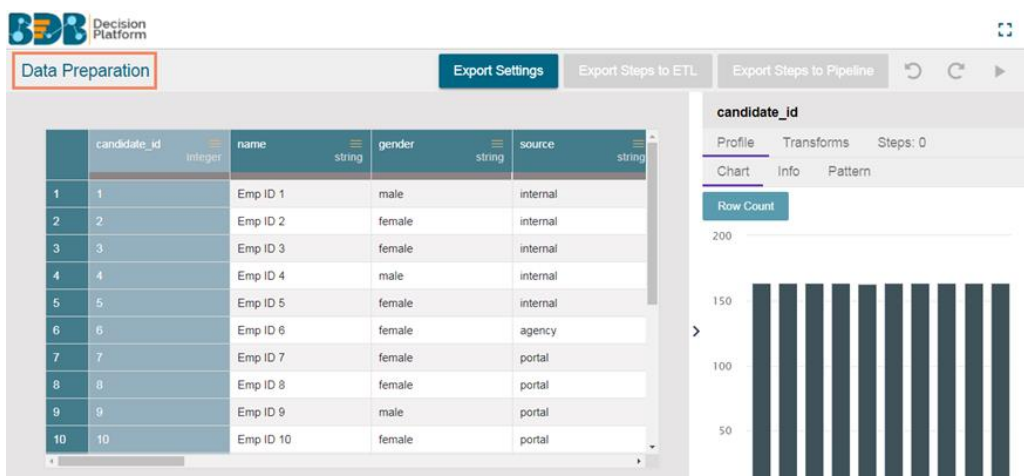 BDB Decision Platform
Data Preparation
Export Settings
Export Steps to ETL
Export Steps to Pipeline
candidate_id integer
name string
gender string
source string
1 1 Emp ID 1 male internal
2 2 Emp ID 2 female internal
3 3 Emp ID 3 female internal
4 4 Emp ID 4 male internal
5 5 Emp ID 5 female internal
6 6 Emp ID 6 female agency
7 7 Emp ID 7 female portal
8 8 Emp ID 8 female portal
9 9 Emp ID 9 male portal
10 10 Emp ID 10 female portal
candidate_id
Profile Transforms Steps: 0
Chart Info Pattern
Row Count
200
150
100
50